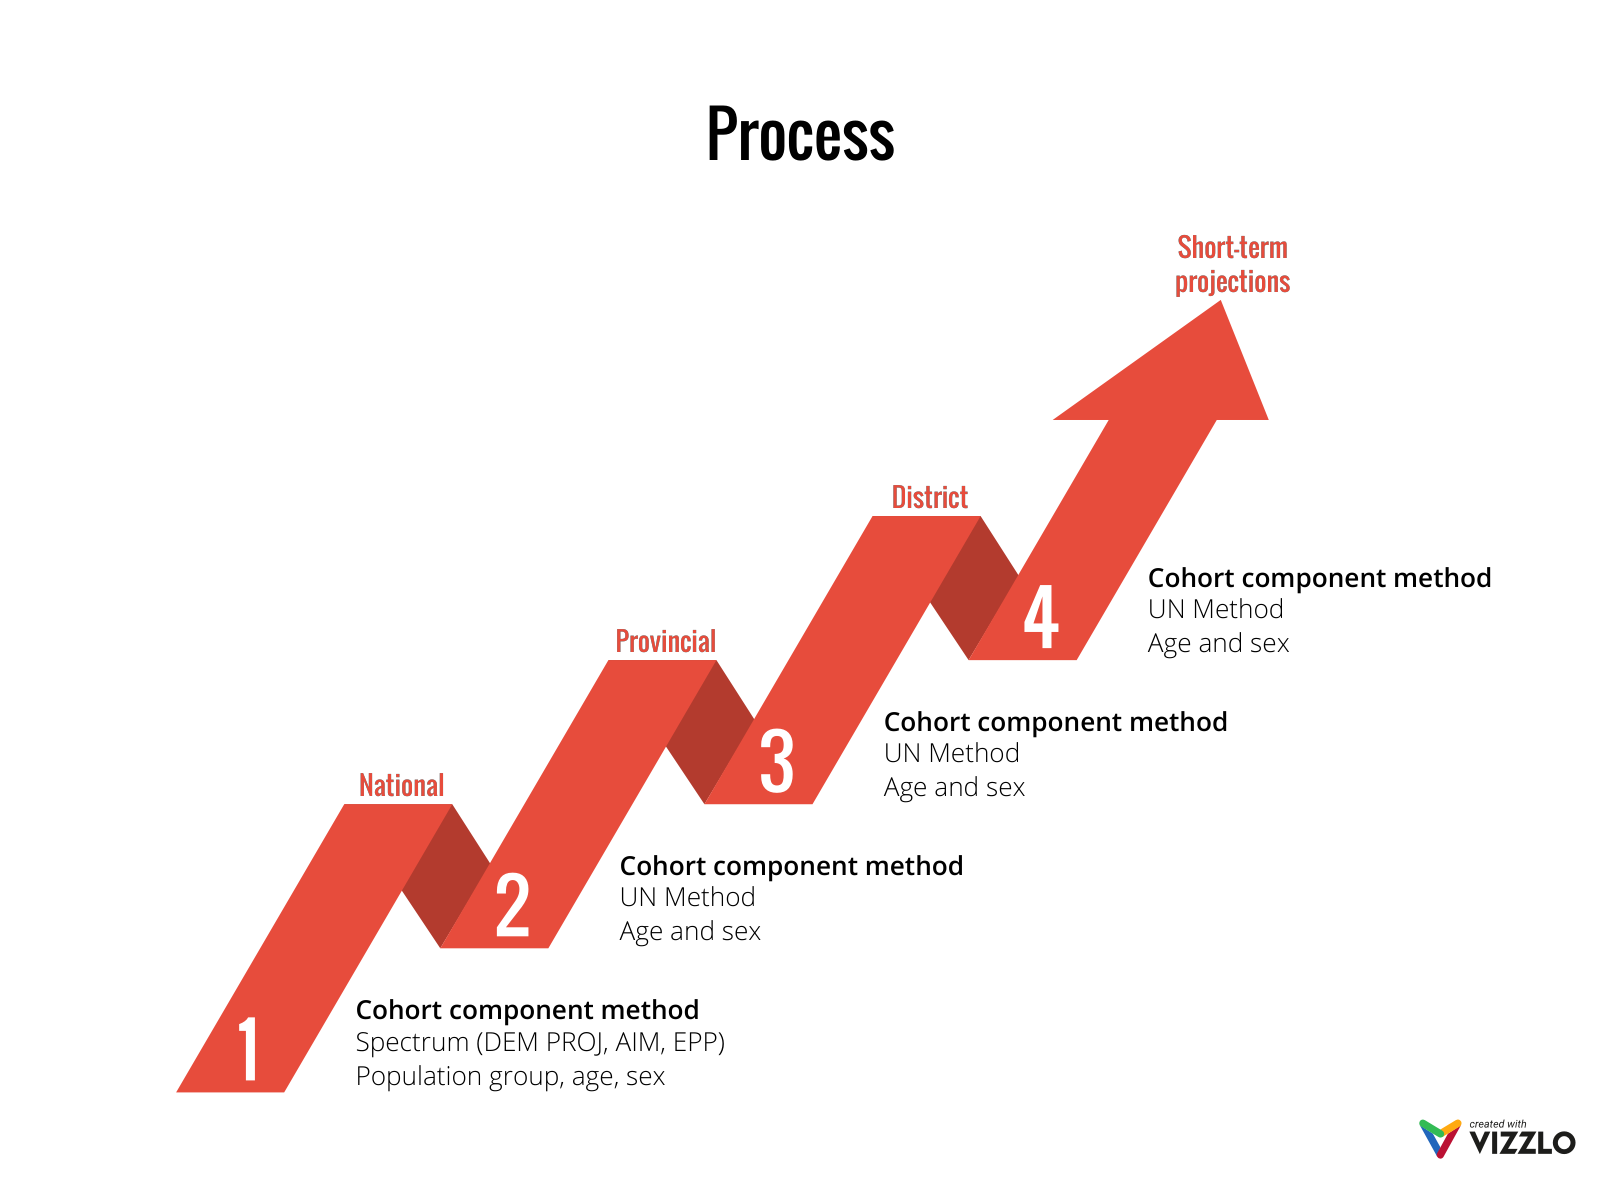 Process
Short-term
projections
District
4
Cohort component method
UN Method
Age and sex
Provincial
3
Cohort component method
UN Method
Age and sex
National
2
Cohort component method
UN Method
Age and sex
1
Cohort component method
Spectrum (DEM PROJ, AIM, EPP)
Population group, age, sex
created with
VIZZLO